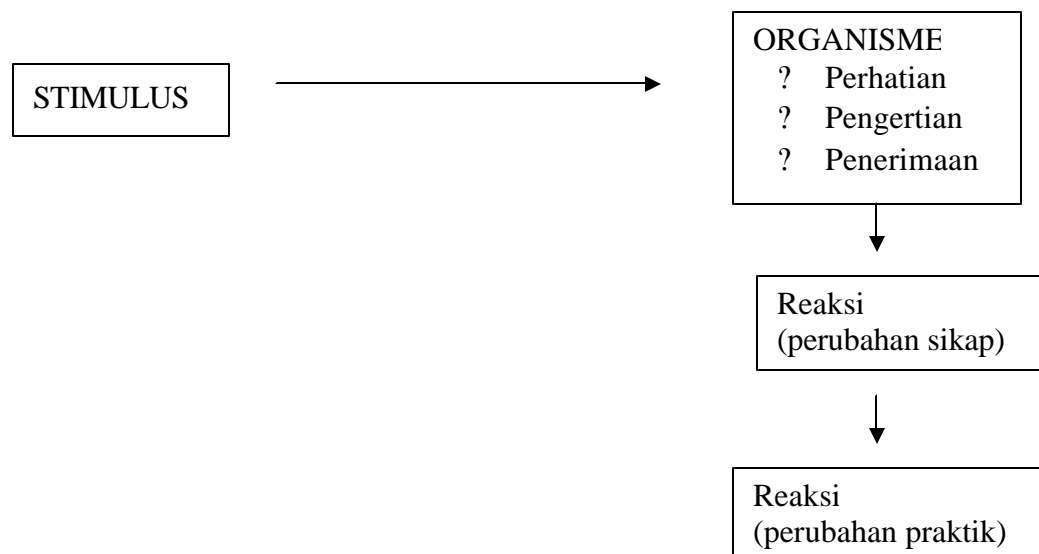 STIMULUS
ORGANISME
? Perhatian
? Pengertian
? Penerimaan
Reaksi
(perubahan sikap)
Reaksi
(perubahan praktik)